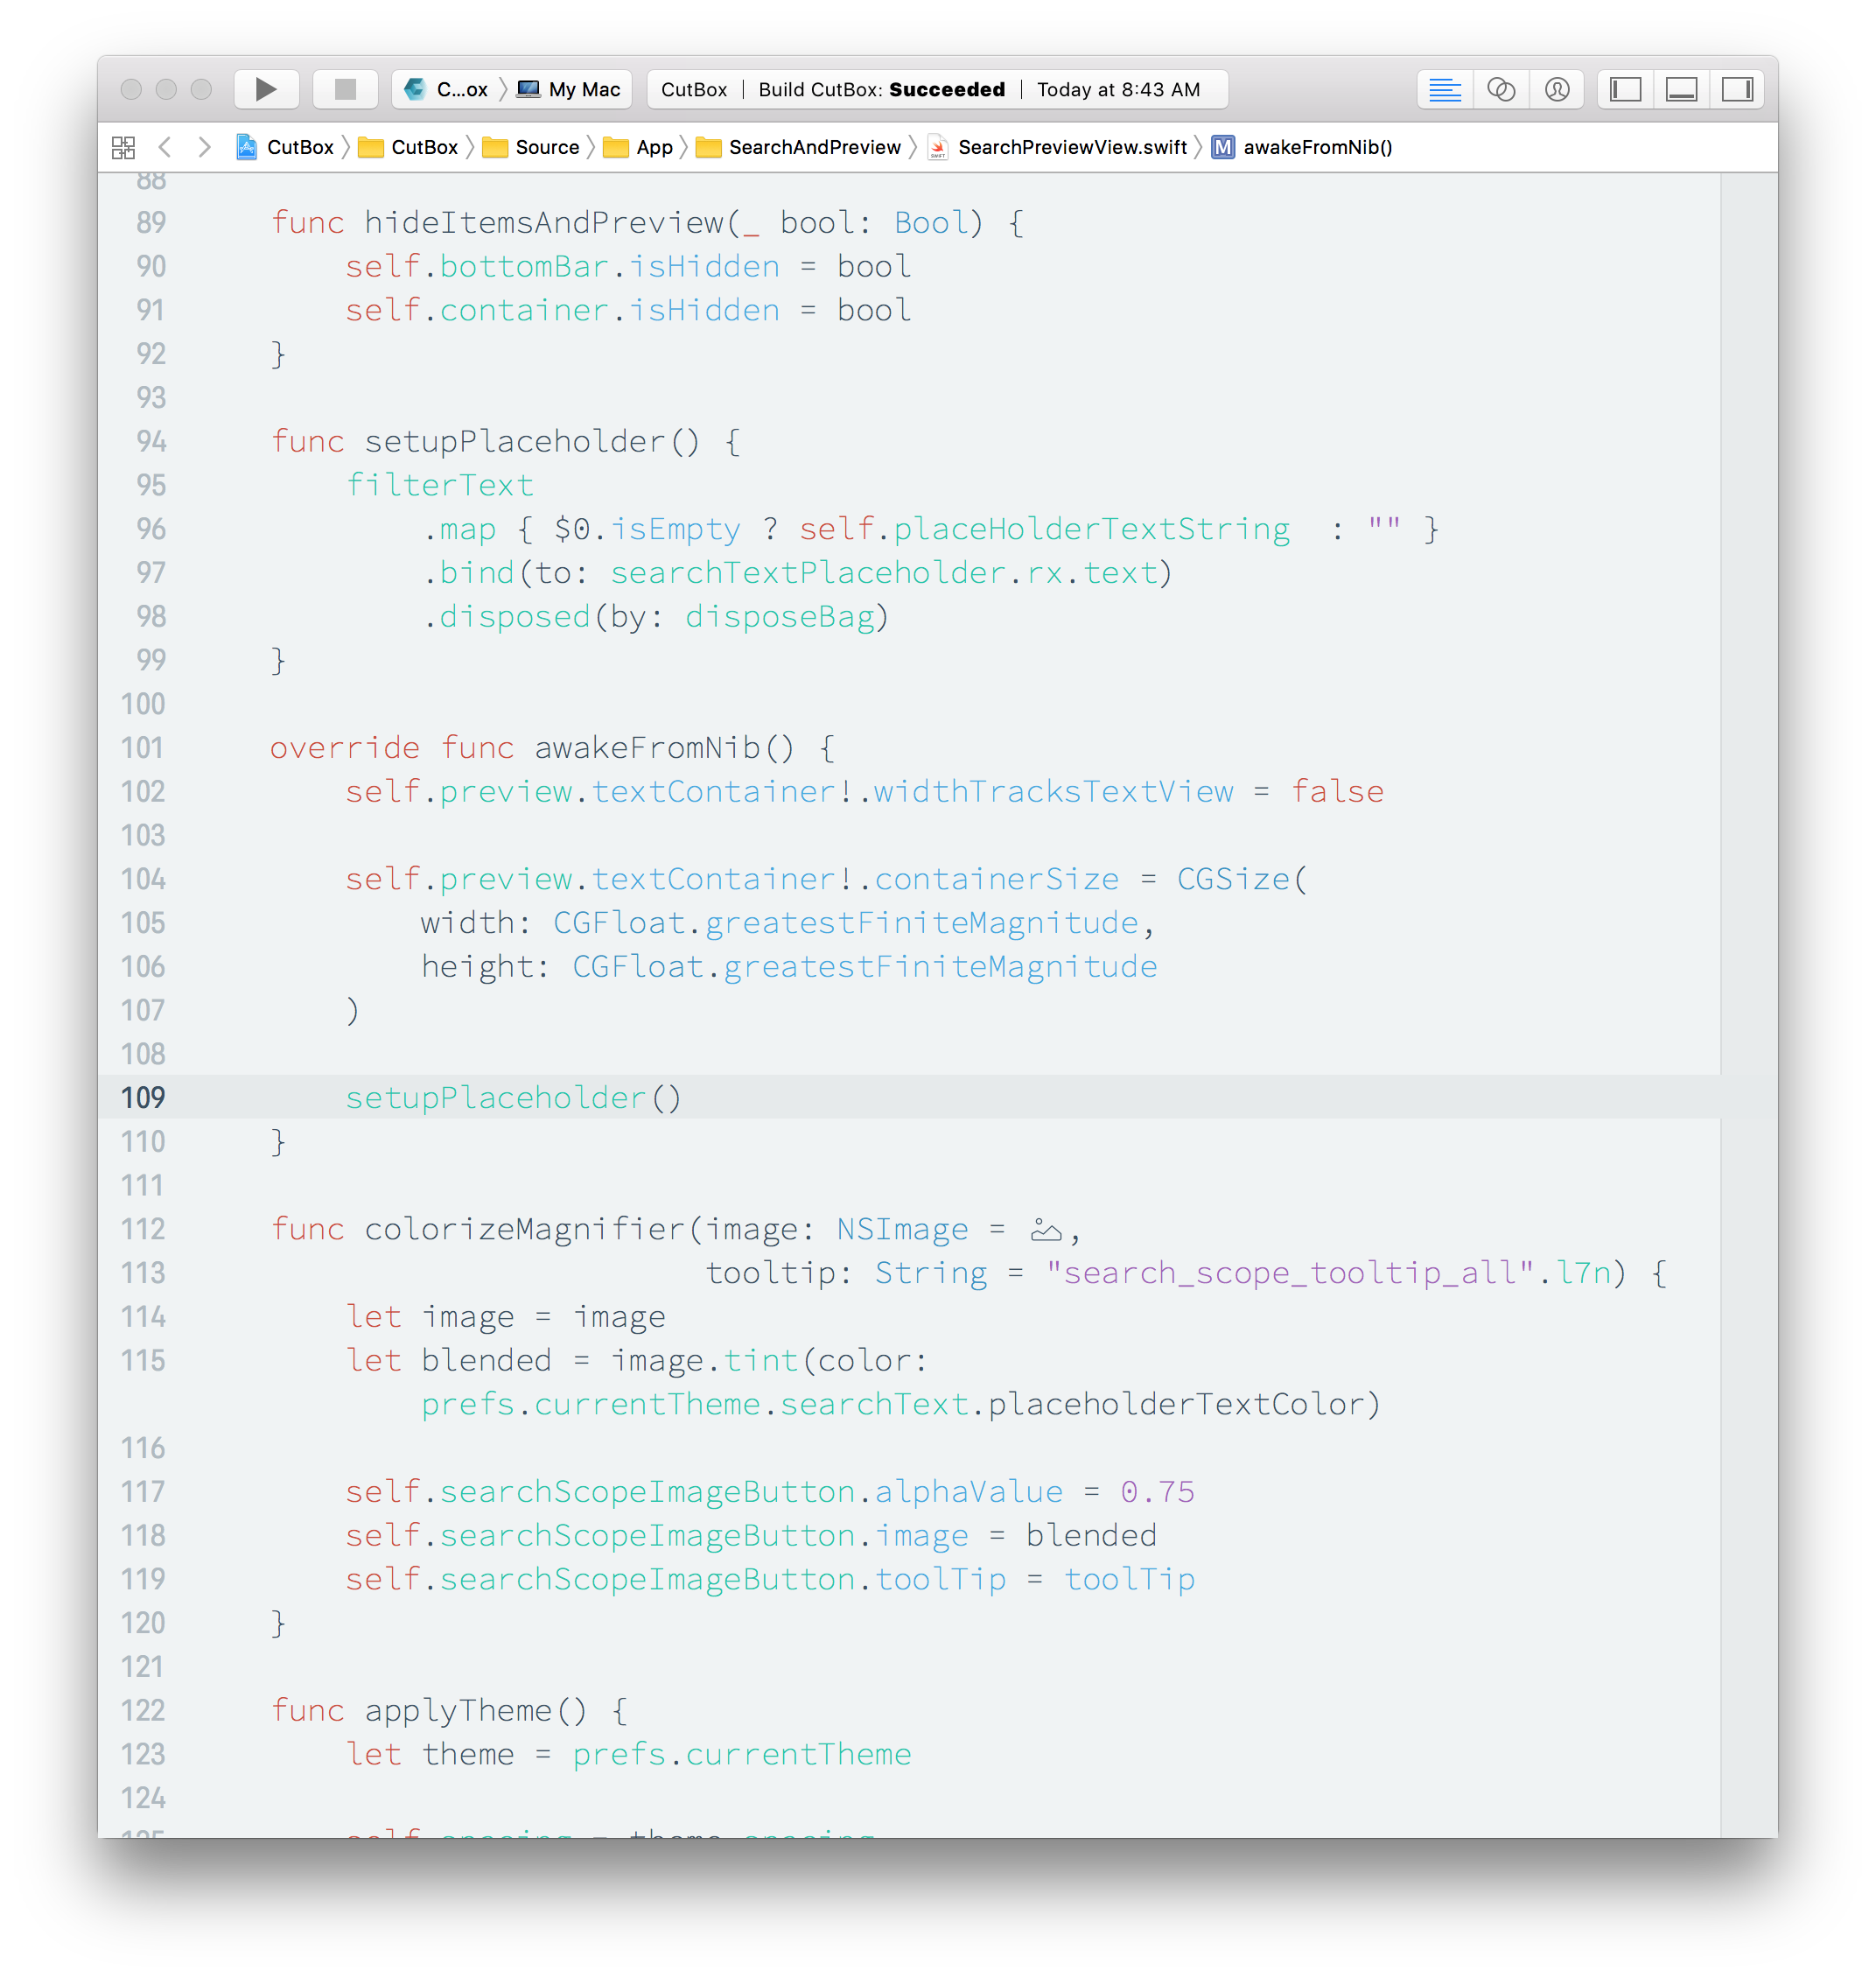 C...ox My Mac CutBox | Build CutBox: Succeeded | Today at 8:43 AM
CutBox CutBox Source App SearchAndPreview SearchPreviewView.swift M awakeFromNib()
88
89 func hideItemsAndPreview(_ bool: Bool) {
90 self.bottomBar.isHidden = bool
91 self.container.isHidden = bool
92 }
93
94 func setupPlaceholder() {
95 filterText
96 .map { $0.isEmpty ? self.placeHolderTextString  : "" }
97 .bind(to: searchTextPlaceholder.rx.text)
98 .disposed(by: disposeBag)
99 }
100
101 override func awakeFromNib() {
102 self.preview.textContainer!.widthTracksTextView = false
103
104 self.preview.textContainer!.containerSize = CGSize(
105 width: CGFloat.greatestFiniteMagnitude,
106 height: CGFloat.greatestFiniteMagnitude
107 )
108
109 setupPlaceholder()
110 }
111
112 func colorizeMagnifier(image: NSImage = ,
113 tooltip: String = "search_scope_tooltip_all".l7n) {
114 let image = image
115 let blended = image.tint(color:
prefs.currentTheme.searchText.placeholderTextColor)
116
117 self.searchScopeImageButton.alphaValue = 0.75
118 self.searchScopeImageButton.image = blended
119 self.searchScopeImageButton.toolTip = toolTip
120 }
121
122 func applyTheme() {
123 let theme = prefs.currentTheme
124
125 self.spacing = theme.spacing